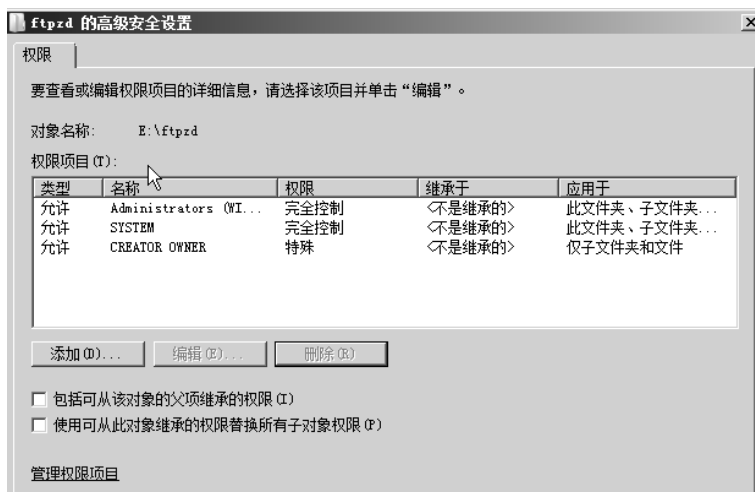 ftpzd 的高级安全设置
权限
要查看或编辑权限项目的详细信息，请选择该项目并单击“编辑”。
对象名称: E:\ftpzd
权限项目(T):
类型 名称 权限 继承于 应用于
允许 Administrators (WI... 完全控制 <不是继承的> 此文件夹、子文件夹...
允许 SYSTEM 完全控制 <不是继承的> 此文件夹、子文件夹...
允许 CREATOR OWNER 特殊 <不是继承的> 仅子文件夹和文件
添加(D)... 编辑(E)... 删除(R)
包括可从该对象的父项继承的权限(I)
使用可从此对象继承的权限替换所有子对象权限(P)
管理权限项目